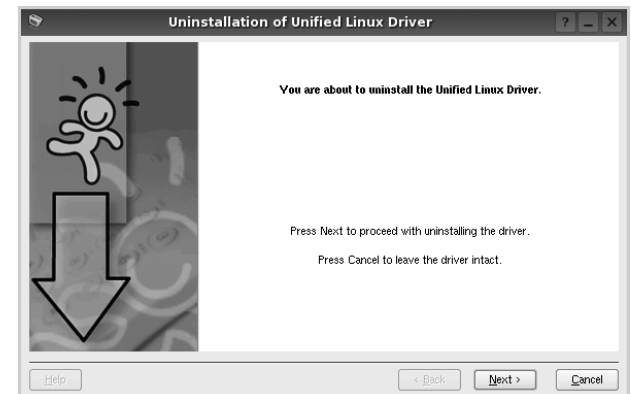 Uninstallation of Unified Linux Driver
You are about to uninstall the Unified Linux Driver.
Press Next to proceed with uninstalling the driver.
Press Cancel to leave the driver intact.
Help
< Back
Next >
Cancel